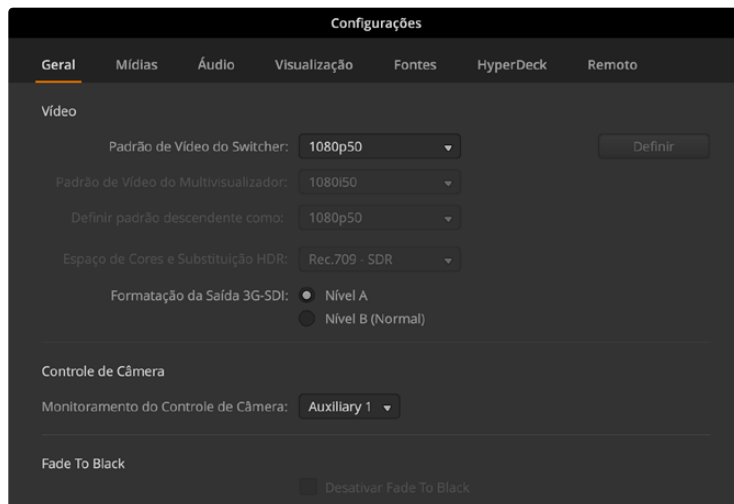 Configurações
Geral Mídias Áudio Visualização Fontes HyperDeck Remoto
Vídeo
Padrão de Vídeo do Switcher: 1080p50 Definir
Padrão de Vídeo do Multivisualizador: 1080i50
Definir padrão descendente como: 1080p50
Espaço de Cores e Substituição HDR: Rec.709 - SDR
Formatação da Saída 3G-SDI: Nível A
Nível B (Normal)
Controle de Câmera
Monitoramento do Controle de Câmera: Auxiliary 1
Fade To Black
Desativar Fade To Black